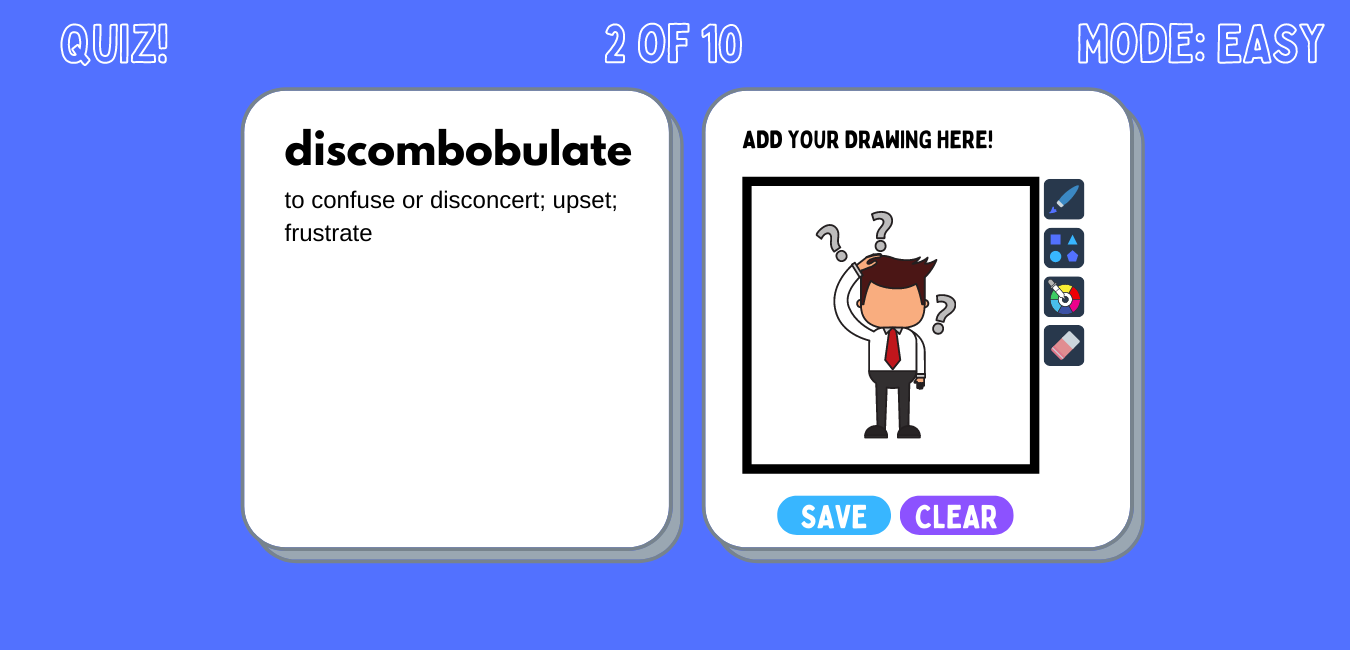 QUIZ!
2 OF 10
MODE: EASY
discombobulate
to confuse or disconcert; upset;
frustrate
ADD YOUR DRAWING HERE!
? ? ?
SAVE
CLEAR